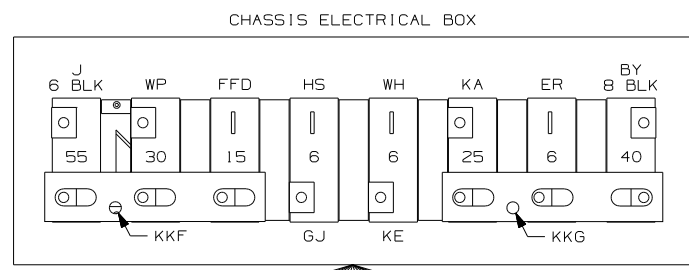 CHASSIS ELECTRICAL BOX
J BY
6 BLK WP FFD HS WH KA ER 8 BLK
55 30 15 6 6 25 6 40
KKF GJ KE KKG